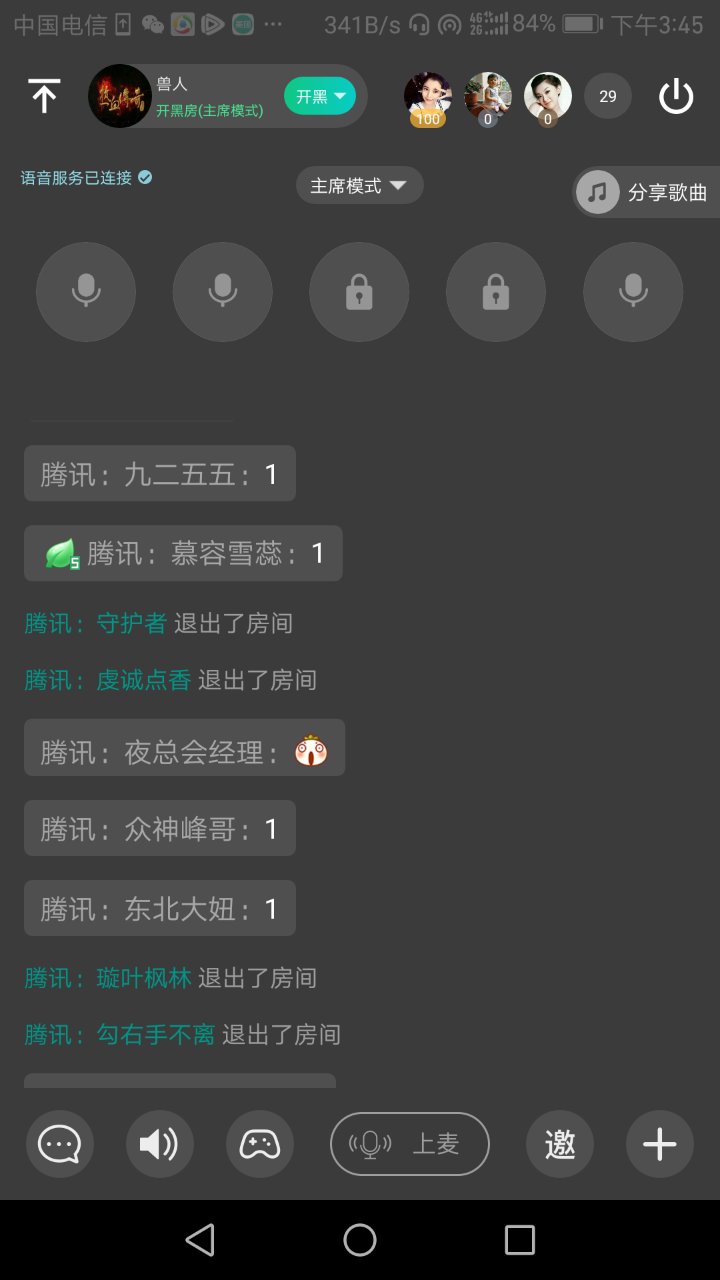 中国电信 341B/s 4G 2G 84% 下午3:45
兽人
开黑房(主席模式)
开黑
100 0 0 29
语音服务已连接
主席模式
分享歌曲
腾讯：九二五五：1
腾讯：慕容雪蕊：1
腾讯：守护者 退出了房间
腾讯：虔诚点香 退出了房间
腾讯：夜总会经理：
腾讯：众神峰哥：1
腾讯：东北大妞：1
腾讯：璇叶枫林 退出了房间
腾讯：勾右手不离 退出了房间
上麦
邀